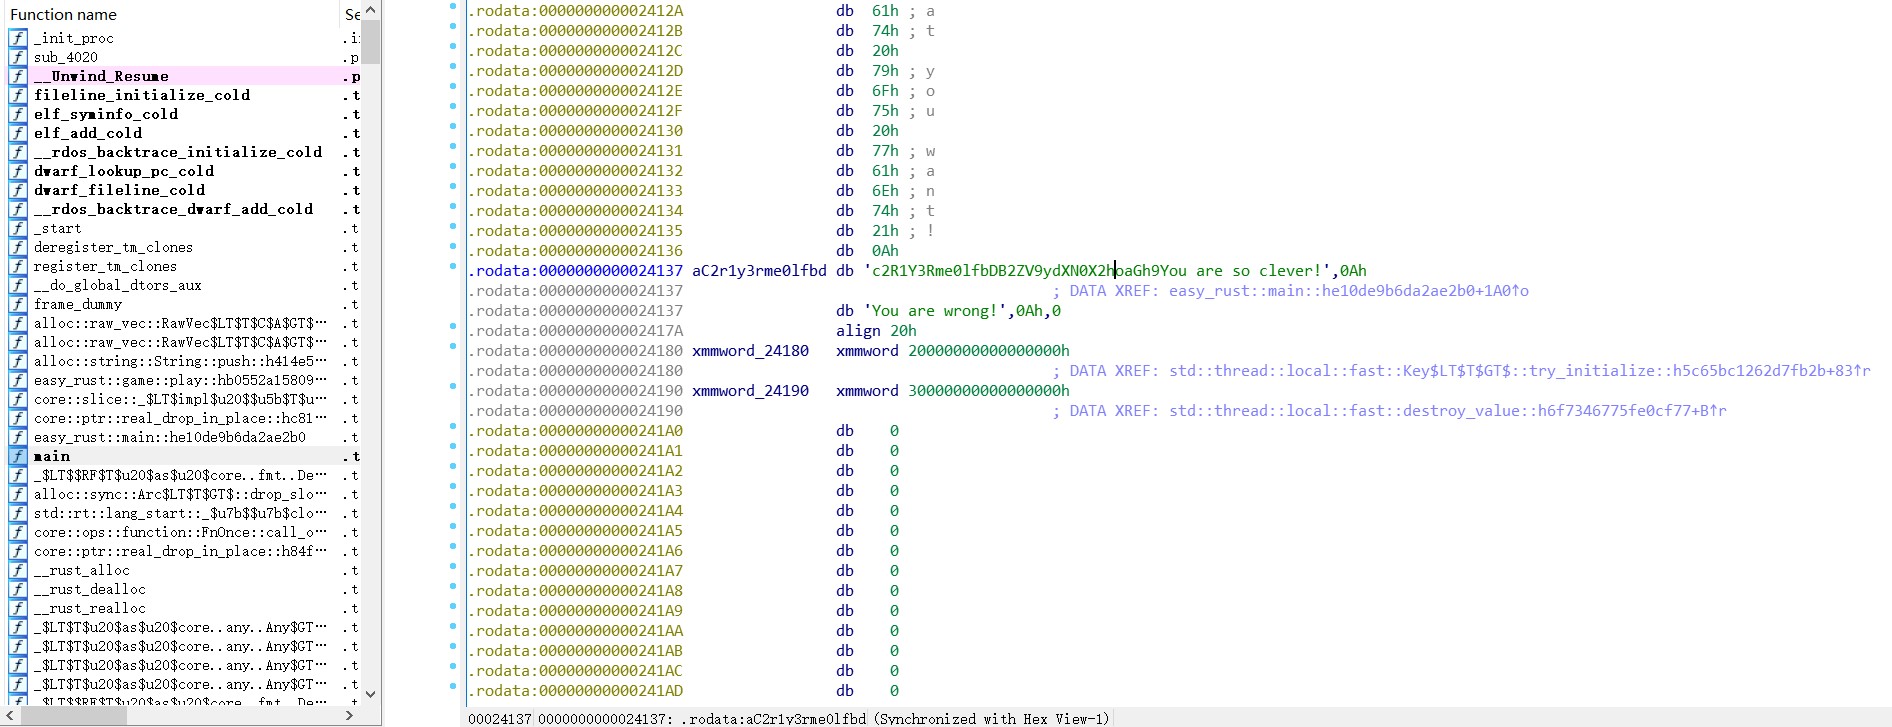 Function name Se
_init_proc .i
sub_4020 .p
__Unwind_Resume .p
fileline_initialize_cold .t
elf_syminfo_cold .t
elf_add_cold .t
__rdos_backtrace_initialize_cold .t
dwarf_lookup_pc_cold .t
dwarf_fileline_cold .t
__rdos_backtrace_dwarf_add_cold .t
_start .t
deregister_tm_clones .t
register_tm_clones .t
__do_global_dtors_aux .t
frame_dummy .t
alloc::raw_vec::RawVec$LT$T$C$A$GT$… .t
alloc::raw_vec::RawVec$LT$T$C$A$GT$… .t
alloc::string::String::push::h414e5… .t
easy_rust::game::play::hb0552a15809… .t
core::slice::_$LT$impl$u20$$u5b$T$u… .t
core::ptr::real_drop_in_place::hc81… .t
easy_rust::main::he10de9b6da2ae2b0 .t
main .t
_$LT$$RF$T$u20$as$u20$core..fmt..De… .t
alloc::sync::Arc$LT$T$GT$::drop_slo… .t
std::rt::lang_start::_$u7b$$u7b$clo… .t
core::ops::function::FnOnce::call_o… .t
core::ptr::real_drop_in_place::h84f… .t
__rust_alloc .t
__rust_dealloc .t
__rust_realloc .t
_$LT$T$u20$as$u20$core..any..Any$GT… .t
_$LT$T$u20$as$u20$core..any..Any$GT… .t
_$LT$T$u20$as$u20$core..any..Any$GT… .t
_$LT$T$u20$as$u20$core..any..Any$GT… .t
_$LT$$RF$T$u20$as$u20$core..fmt..De… .t
.rodata:000000000002412A db 61h ; a
.rodata:000000000002412B db 74h ; t
.rodata:000000000002412C db 20h
.rodata:000000000002412D db 79h ; y
.rodata:000000000002412E db 6Fh ; o
.rodata:000000000002412F db 75h ; u
.rodata:0000000000024130 db 20h
.rodata:0000000000024131 db 77h ; w
.rodata:0000000000024132 db 61h ; a
.rodata:0000000000024133 db 6Eh ; n
.rodata:0000000000024134 db 74h ; t
.rodata:0000000000024135 db 21h ; !
.rodata:0000000000024136 db 0Ah
.rodata:0000000000024137 aC2r1y3rme0lfbd db 'c2R1Y3Rme0lfbDB2ZV9ydXN0X2hoaGh9You are so clever!',0Ah
.rodata:0000000000024137 ; DATA XREF: easy_rust::main::he10de9b6da2ae2b0+1A0↑o
.rodata:0000000000024137 db 'You are wrong!',0Ah,0
.rodata:000000000002417A align 20h
.rodata:0000000000024180 xmmword_24180 xmmword 20000000000000000h
.rodata:0000000000024180 ; DATA XREF: std::thread::local::fast::Key$LT$T$GT$::try_initialize::h5c65bc1262d7fb2b+83↑r
.rodata:0000000000024190 xmmword_24190 xmmword 30000000000000000h
.rodata:0000000000024190 ; DATA XREF: std::thread::local::fast::destroy_value::h6f7346775fe0cf77+B↑r
.rodata:00000000000241A0 db 0
.rodata:00000000000241A1 db 0
.rodata:00000000000241A2 db 0
.rodata:00000000000241A3 db 0
.rodata:00000000000241A4 db 0
.rodata:00000000000241A5 db 0
.rodata:00000000000241A6 db 0
.rodata:00000000000241A7 db 0
.rodata:00000000000241A8 db 0
.rodata:00000000000241A9 db 0
.rodata:00000000000241AA db 0
.rodata:00000000000241AB db 0
.rodata:00000000000241AC db 0
.rodata:00000000000241AD db 0
00024137 0000000000024137: .rodata:aC2r1y3rme0lfbd (Synchronized with Hex View-1)